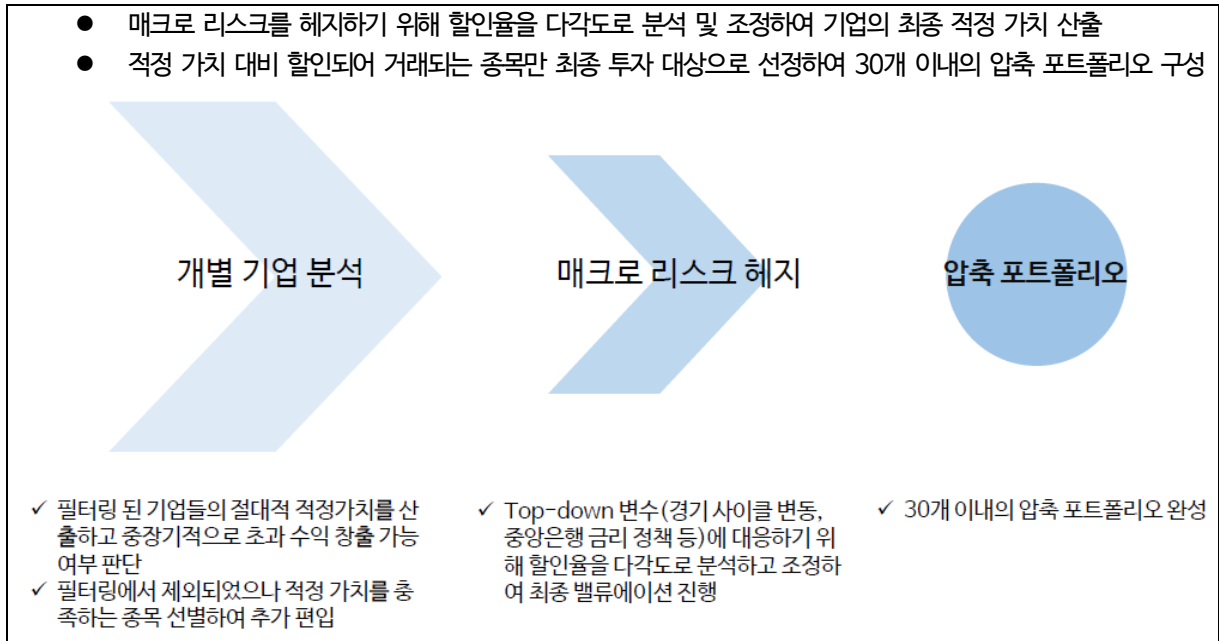 ● 매크로 리스크를 헤지하기 위해 할인율을 다각도로 분석 및 조정하여 기업의 최종 적정 가치 산출
● 적정 가치 대비 할인되어 거래되는 종목만 최종 투자 대상으로 선정하여 30개 이내의 압축 포트폴리오 구성
개별 기업 분석
매크로 리스크 헤지
압축 포트폴리오
✓ 필터링 된 기업들의 절대적 적정가치를 산
출하고 중장기적으로 초과 수익 창출 가능
여부 판단
✓ 필터링에서 제외되었으나 적정 가치를 충
족하는 종목 선별하여 추가 편입
✓ Top-down 변수(경기 사이클 변동,
중앙은행 금리 정책 등)에 대응하기 위
해 할인율을 다각도로 분석하고 조정하
여 최종 밸류에이션 진행
✓ 30개 이내의 압축 포트폴리오 완성